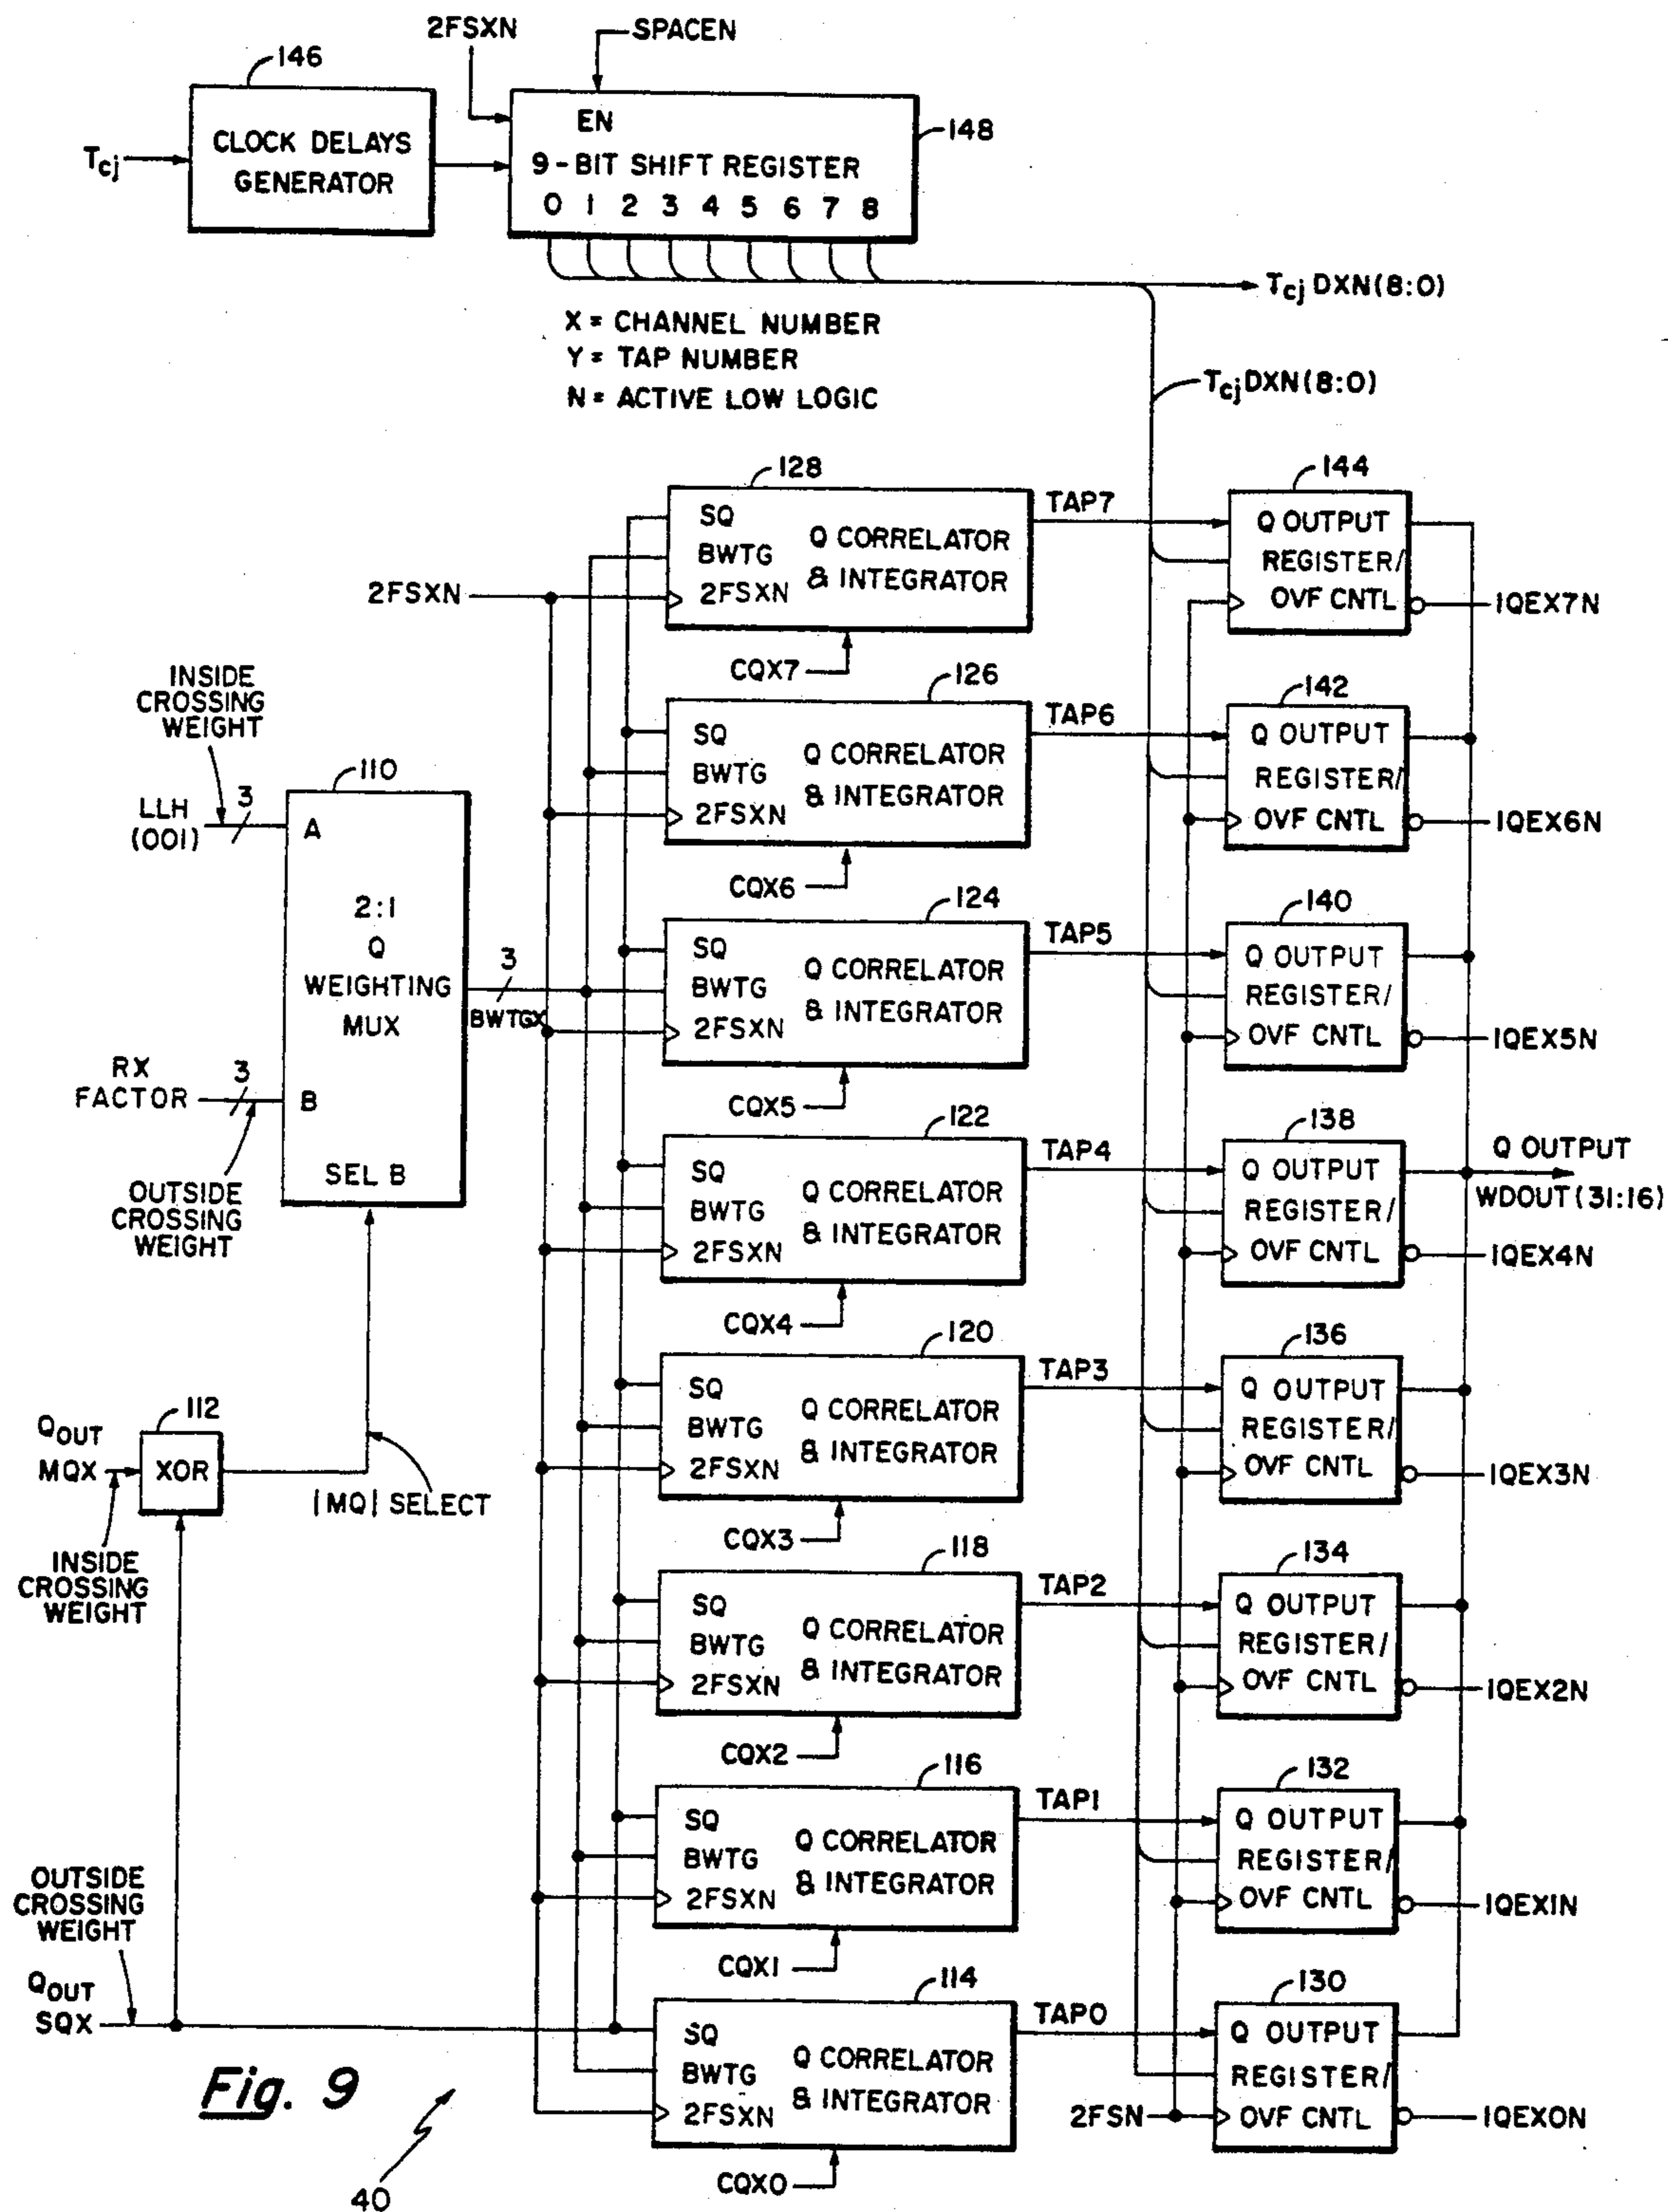 2FSXN
SPACEN
146
CLOCK DELAYS
GENERATOR
Tcj
EN
9-BIT SHIFT REGISTER
0 1 2 3 4 5 6 7 8
148
Tcj DXN(8:0)
X = CHANNEL NUMBER
Y = TAP NUMBER
N = ACTIVE LOW LOGIC
Tcj DXN(8:0)
128
SQ
BWTG
2FSXN
Q CORRELATOR
& INTEGRATOR
TAP7
CQX7
144
Q OUTPUT
REGISTER/
OVF CNTL
IQEX7N
2FSXN
126
SQ
BWTG
2FSXN
Q CORRELATOR
& INTEGRATOR
TAP6
CQX6
142
Q OUTPUT
REGISTER/
OVF CNTL
IQEX6N
INSIDE
CROSSING
WEIGHT
LLH
(001)
3
110
A
2:1
Q
WEIGHTING
MUX
B
SEL B
3
BWTGX
RX
FACTOR
3
OUTSIDE
CROSSING
WEIGHT
124
SQ
BWTG
2FSXN
Q CORRELATOR
& INTEGRATOR
TAP5
CQX5
140
Q OUTPUT
REGISTER/
OVF CNTL
IQEX5N
122
SQ
BWTG
2FSXN
Q CORRELATOR
& INTEGRATOR
TAP4
CQX4
138
Q OUTPUT
REGISTER/
OVF CNTL
IQEX4N
Q OUTPUT
WDOUT(31:16)
120
SQ
BWTG
2FSXN
Q CORRELATOR
& INTEGRATOR
TAP3
CQX3
136
Q OUTPUT
REGISTER/
OVF CNTL
IQEX3N
QOUT
MQX
112
XOR
|MQ| SELECT
INSIDE
CROSSING
WEIGHT
118
SQ
BWTG
2FSXN
Q CORRELATOR
& INTEGRATOR
TAP2
CQX2
134
Q OUTPUT
REGISTER/
OVF CNTL
IQEX2N
116
SQ
BWTG
2FSXN
Q CORRELATOR
& INTEGRATOR
TAP1
CQX1
132
Q OUTPUT
REGISTER/
OVF CNTL
IQEX1N
OUTSIDE
CROSSING
WEIGHT
QOUT
SQX
114
SQ
BWTG
2FSXN
Q CORRELATOR
& INTEGRATOR
TAP0
CQX0
130
Q OUTPUT
REGISTER/
OVF CNTL
2FSN
IQEX0N
Fig. 9
40